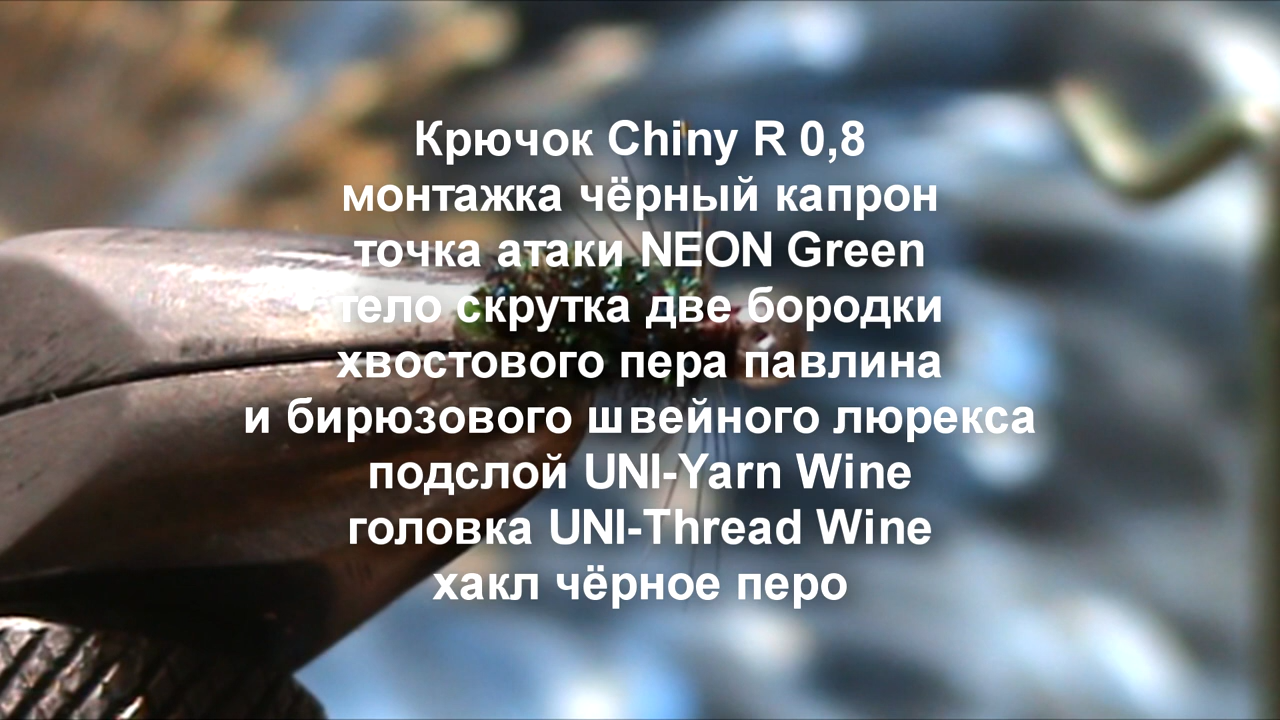 Крючок Chiny R 0,8
монтажка чёрный капрон
точка атаки NEON Green
тело скрутка две бородки
хвостового пера павлина
и бирюзового швейного люрекса
подслой UNI-Yarn Wine
головка UNI-Thread Wine
хакл чёрное перо